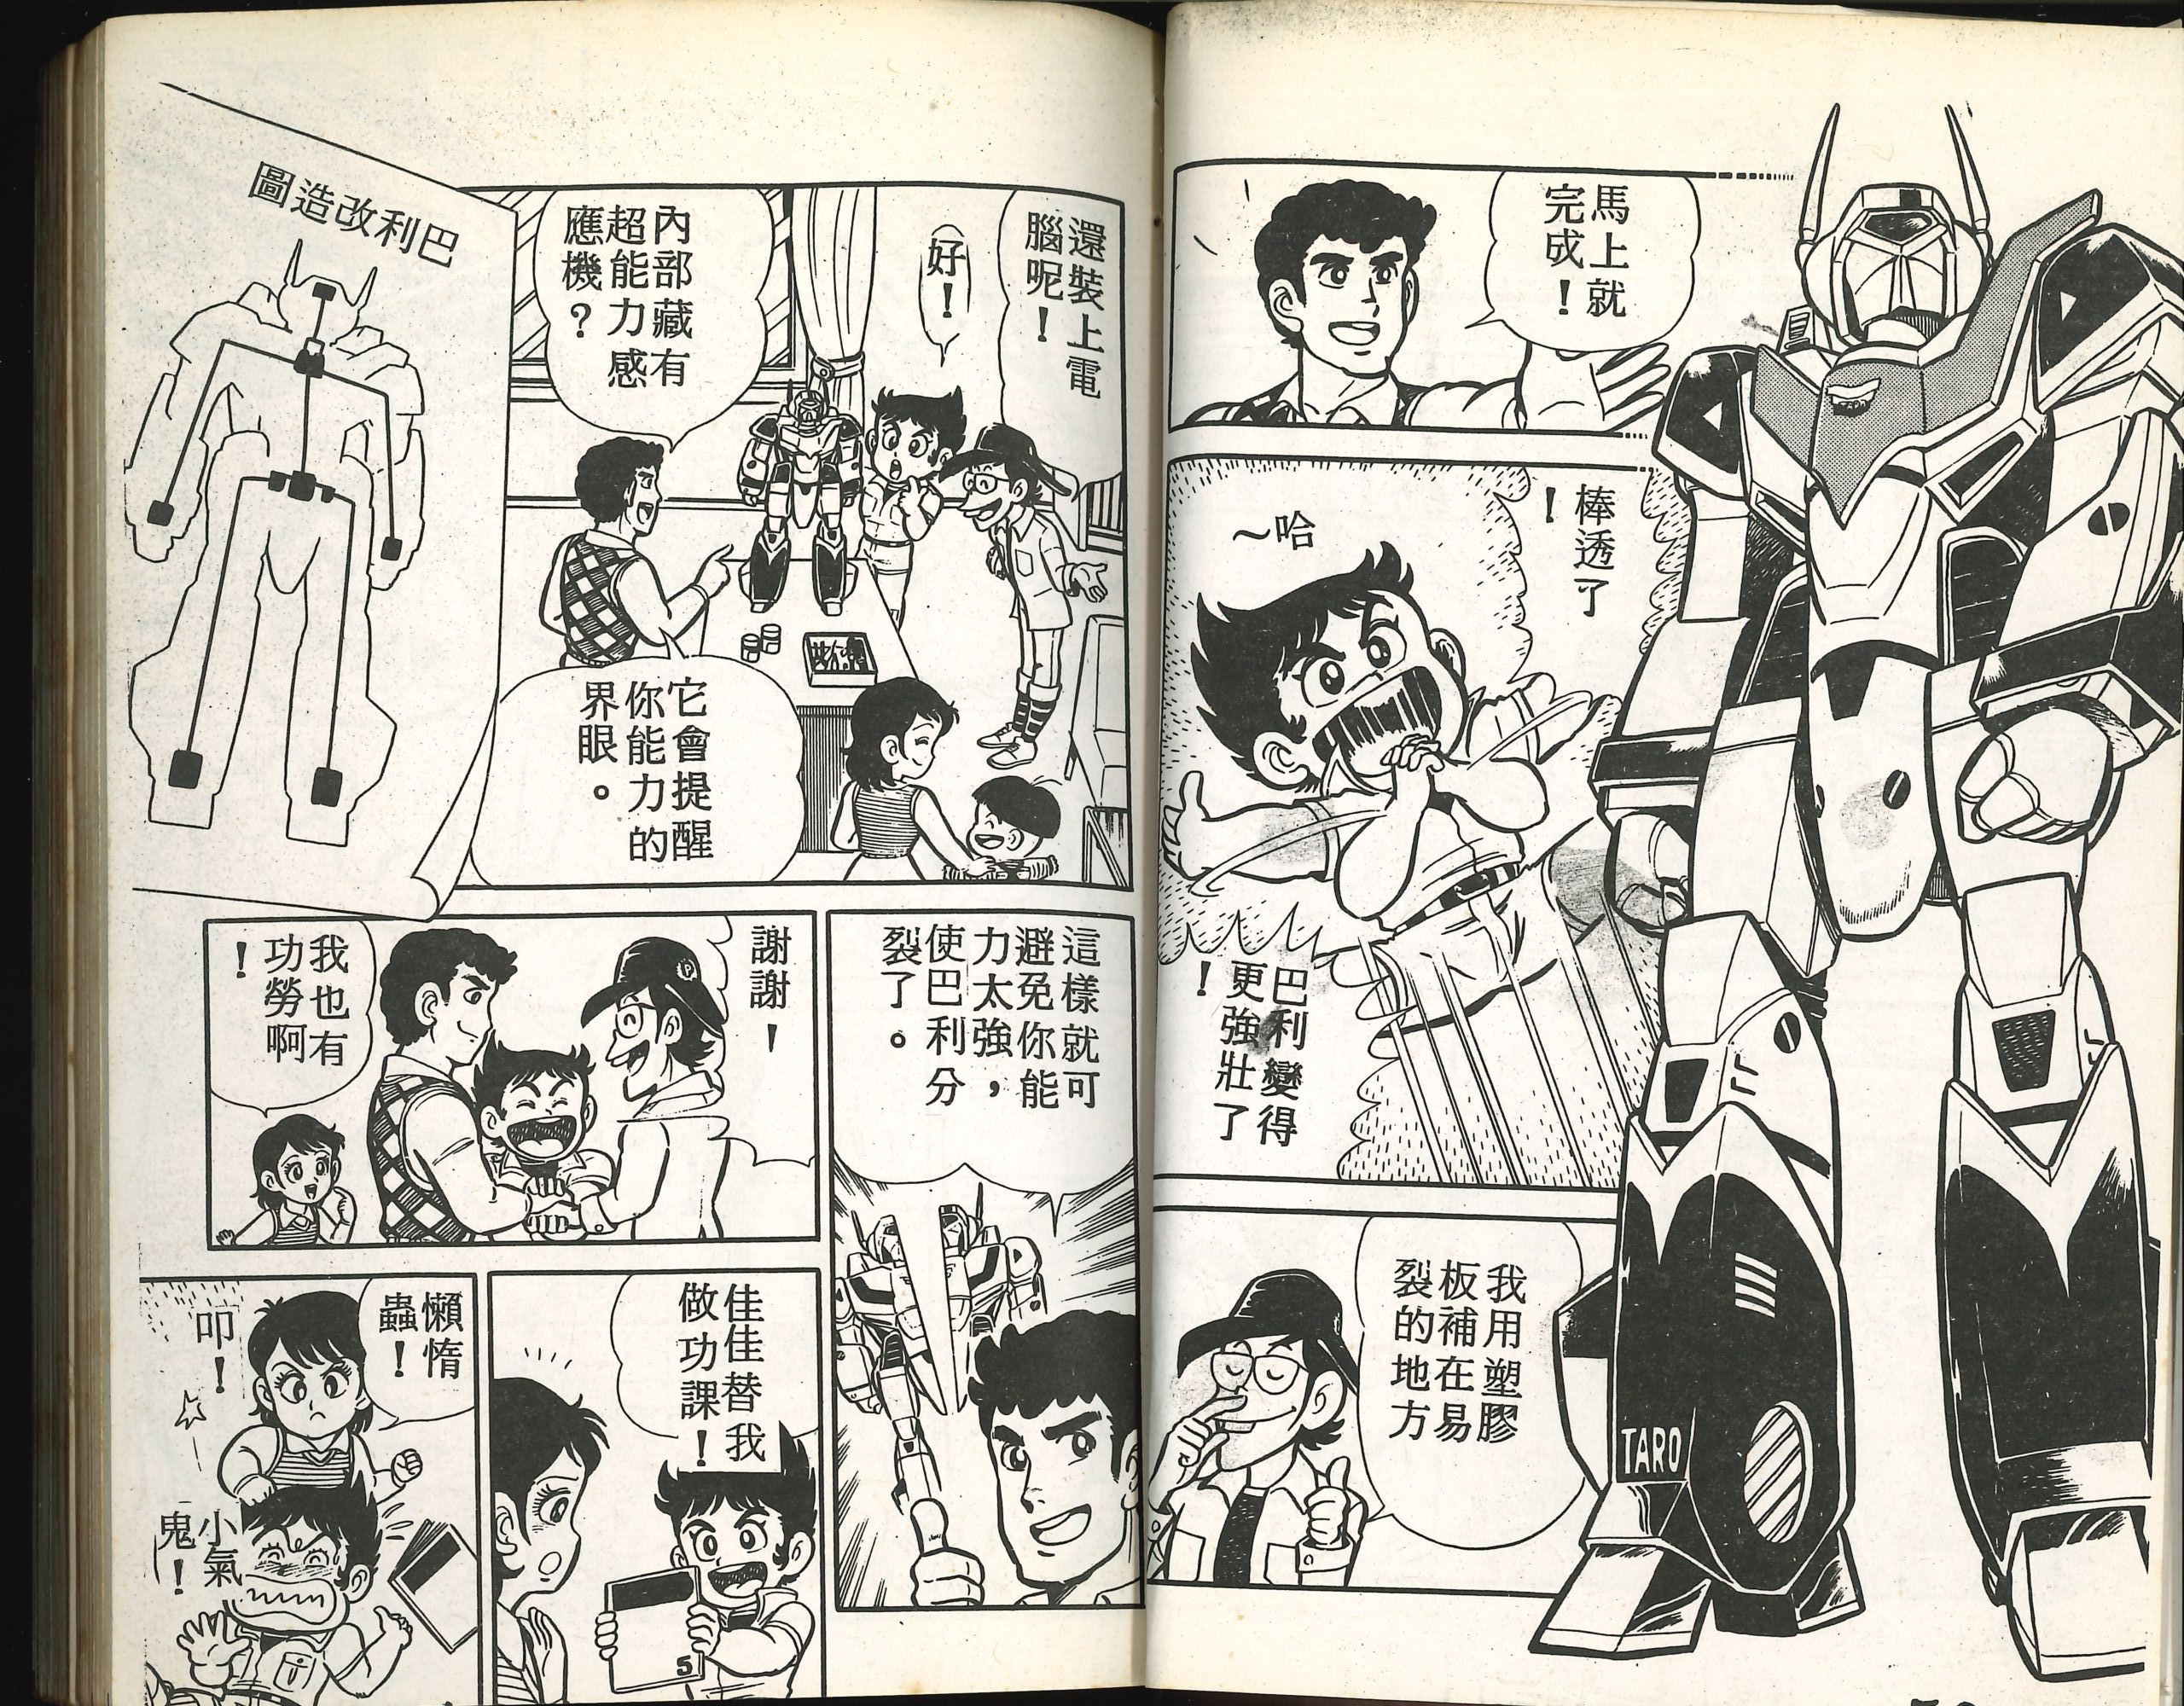 馬上就
完成！
棒透了
！
哈～
巴利變得
更強壯了
！
我用塑膠
板補在易
裂的地方
TARO
還裝上電
腦呢！
好！
內部藏有
超能力感
應機？
它會提醒
你能力的
界眼。
巴利改造圖
這樣就可
避免你能
力太強，
使巴利分
裂了。
謝謝！
我也有
功勞啊
！
佳佳替我
做功課！
5
懶惰
蟲！
叩！
小氣
鬼！